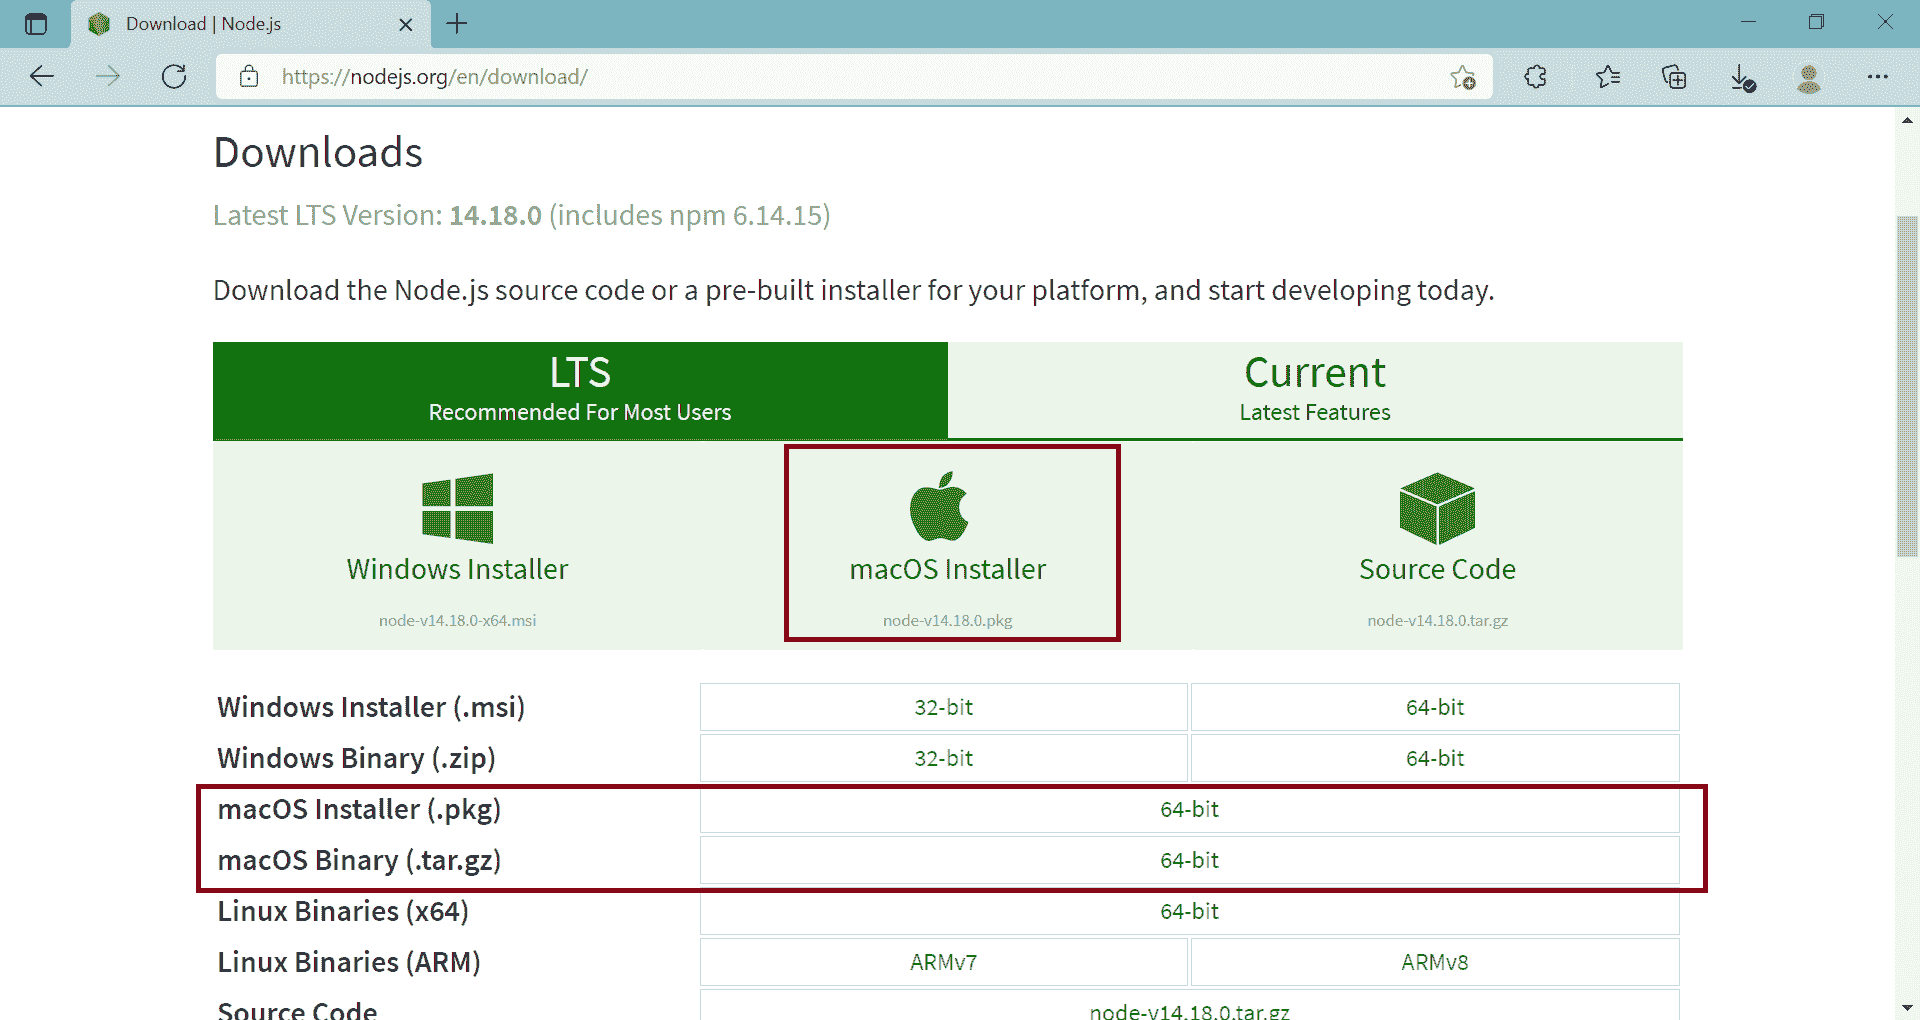 Download | Node.js
https://nodejs.org/en/download/
Downloads
Latest LTS Version: 14.18.0 (includes npm 6.14.15)
Download the Node.js source code or a pre-built installer for your platform, and start developing today.
LTS
Recommended For Most Users
Current
Latest Features
Windows Installer
node-v14.18.0-x64.msi
macOS Installer
node-v14.18.0.pkg
Source Code
node-v14.18.0.tar.gz
Windows Installer (.msi) 32-bit 64-bit
Windows Binary (.zip) 32-bit 64-bit
macOS Installer (.pkg) 64-bit
macOS Binary (.tar.gz) 64-bit
Linux Binaries (x64) 64-bit
Linux Binaries (ARM) ARMv7 ARMv8
Source Code node-v14.18.0.tar.gz